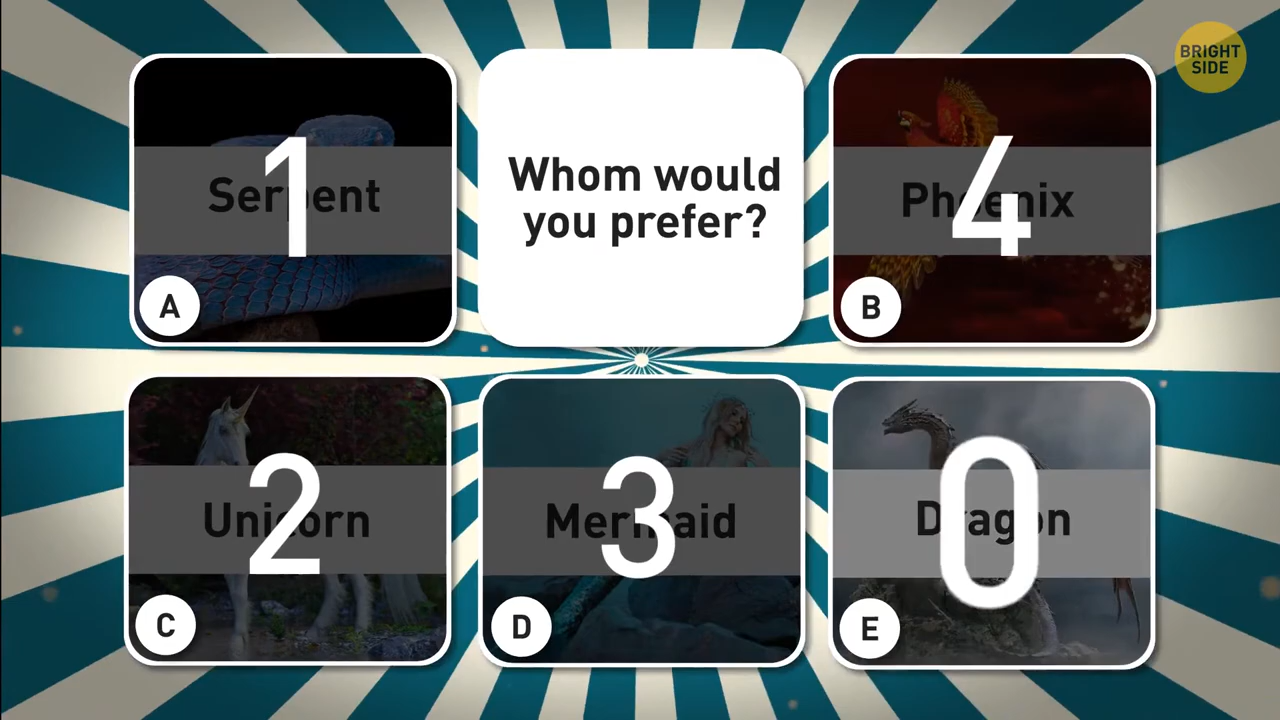 BRIGHT
SIDE
Serpent
1
A
Whom would
you prefer?
Phoenix
4
B
Unicorn
2
C
Mermaid
3
D
Dragon
0
E